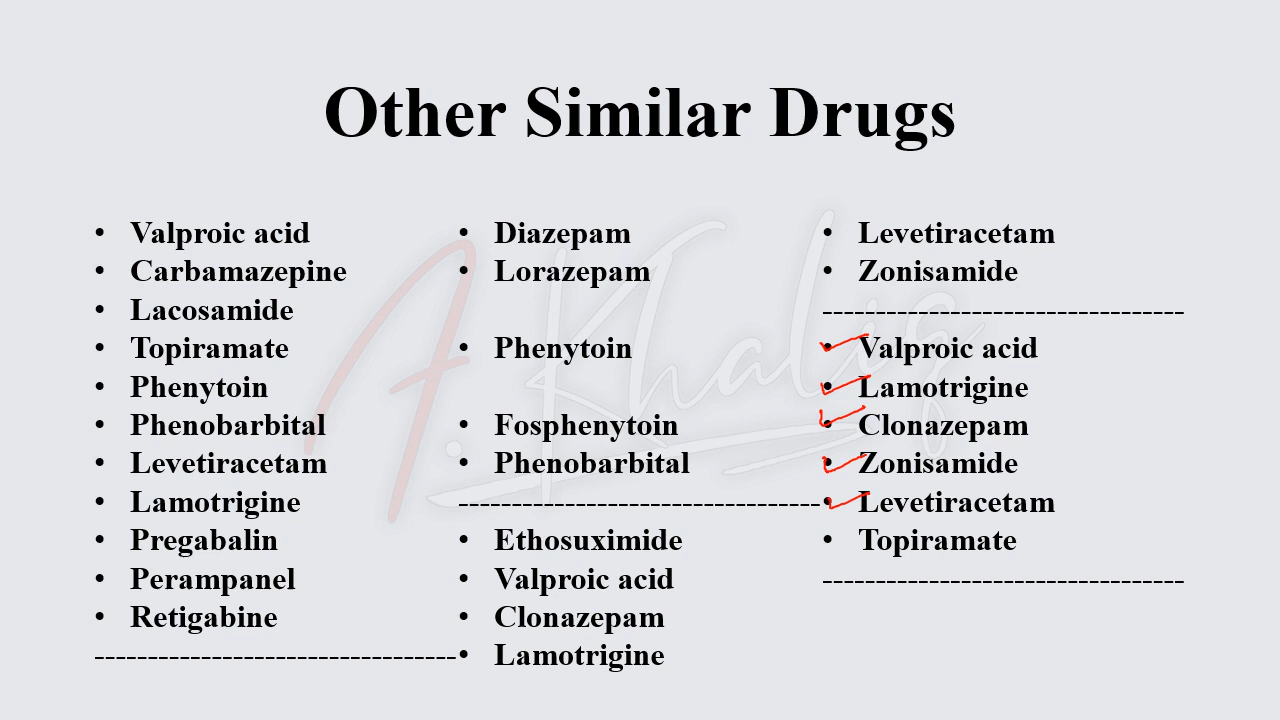 Other Similar Drugs
• Valproic acid
• Carbamazepine
• Lacosamide
• Topiramate
• Phenytoin
• Phenobarbital
• Levetiracetam
• Lamotrigine
• Pregabalin
• Perampanel
• Retigabine
----------------------------------
• Diazepam
• Lorazepam
• Phenytoin
• Fosphenytoin
• Phenobarbital
----------------------------------
• Ethosuximide
• Valproic acid
• Clonazepam
• Lamotrigine
• Levetiracetam
• Zonisamide
----------------------------------
• Valproic acid
• Lamotrigine
• Clonazepam
• Zonisamide
• Levetiracetam
• Topiramate
----------------------------------
A. Khaliq